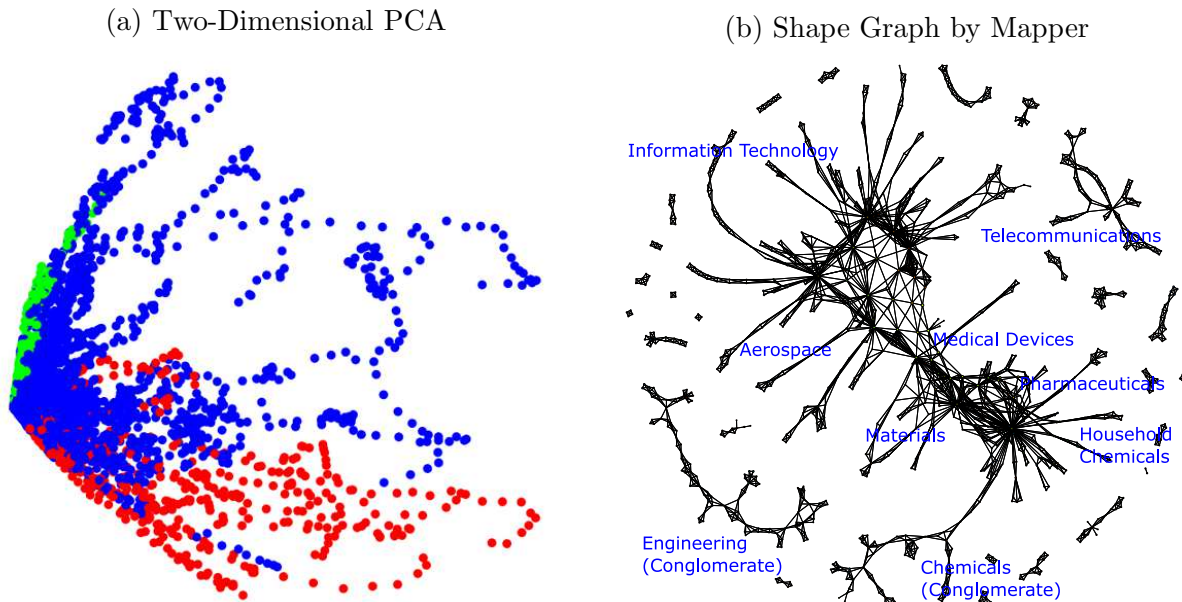 (a) Two-Dimensional PCA
(b) Shape Graph by Mapper
Information Technology
Telecommunications
Aerospace
Medical Devices
Pharmaceuticals
Materials
Household
Chemicals
Engineering
(Conglomerate)
Chemicals
(Conglomerate)